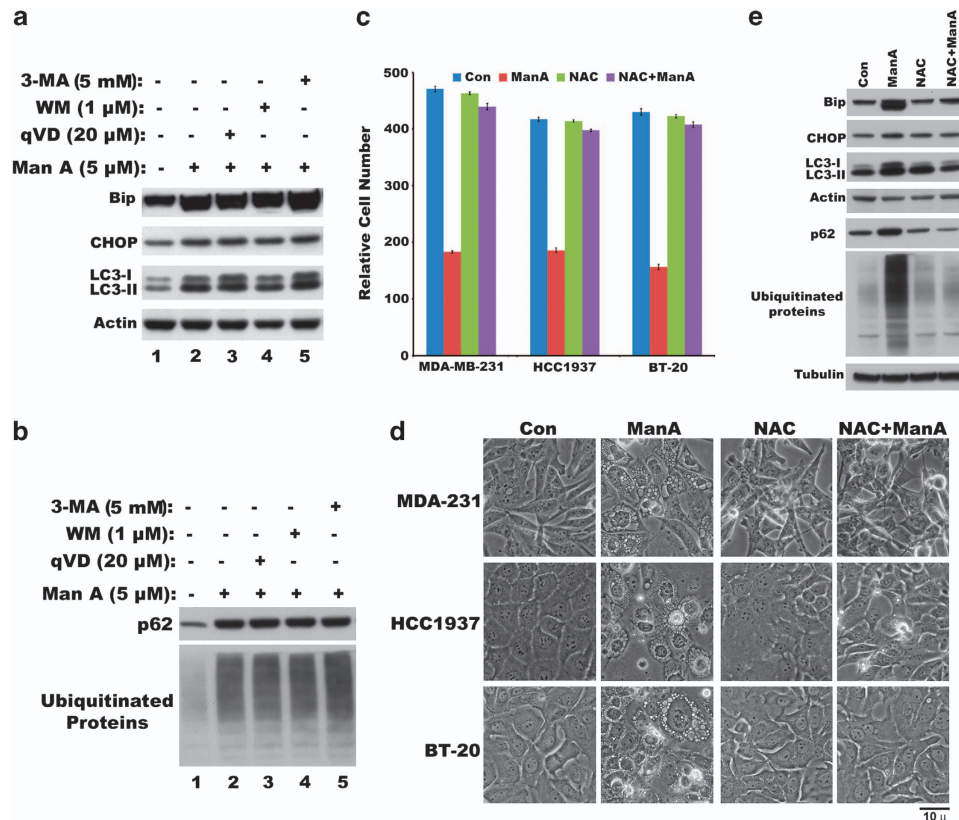 a
3-MA (5 mM): - - - - +
WM (1 µM): - - - + -
qVD (20 µM): - - + - -
Man A (5 µM): - + + + +
Bip
CHOP
LC3-I
LC3-II
Actin
1 2 3 4 5
b
3-MA (5 mM): - - - - +
WM (1 µM): - - - + -
qVD (20 µM): - - + - -
Man A (5 µM): - + + + +
p62
Ubiquitinated
Proteins
1 2 3 4 5
c
Con ManA NAC NAC+ManA
Relative Cell Number
500
400
300
200
100
0
MDA-MB-231 HCC1937 BT-20
d
Con ManA NAC NAC+ManA
MDA-231
HCC1937
BT-20
10 µ
e
Con ManA NAC NAC+ManA
Bip
CHOP
LC3-I
LC3-II
Actin
p62
Ubiquitinated
proteins
Tubulin